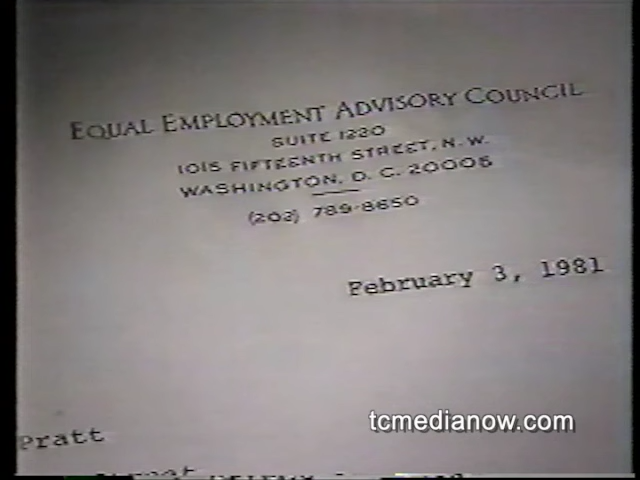 EQUAL EMPLOYMENT ADVISORY COUNCIL
SUITE 1220
1015 FIFTEENTH STREET, N.W.
WASHINGTON, D. C. 20005
(202) 789-8650
February 3, 1981
tcmedianow.com
Pratt